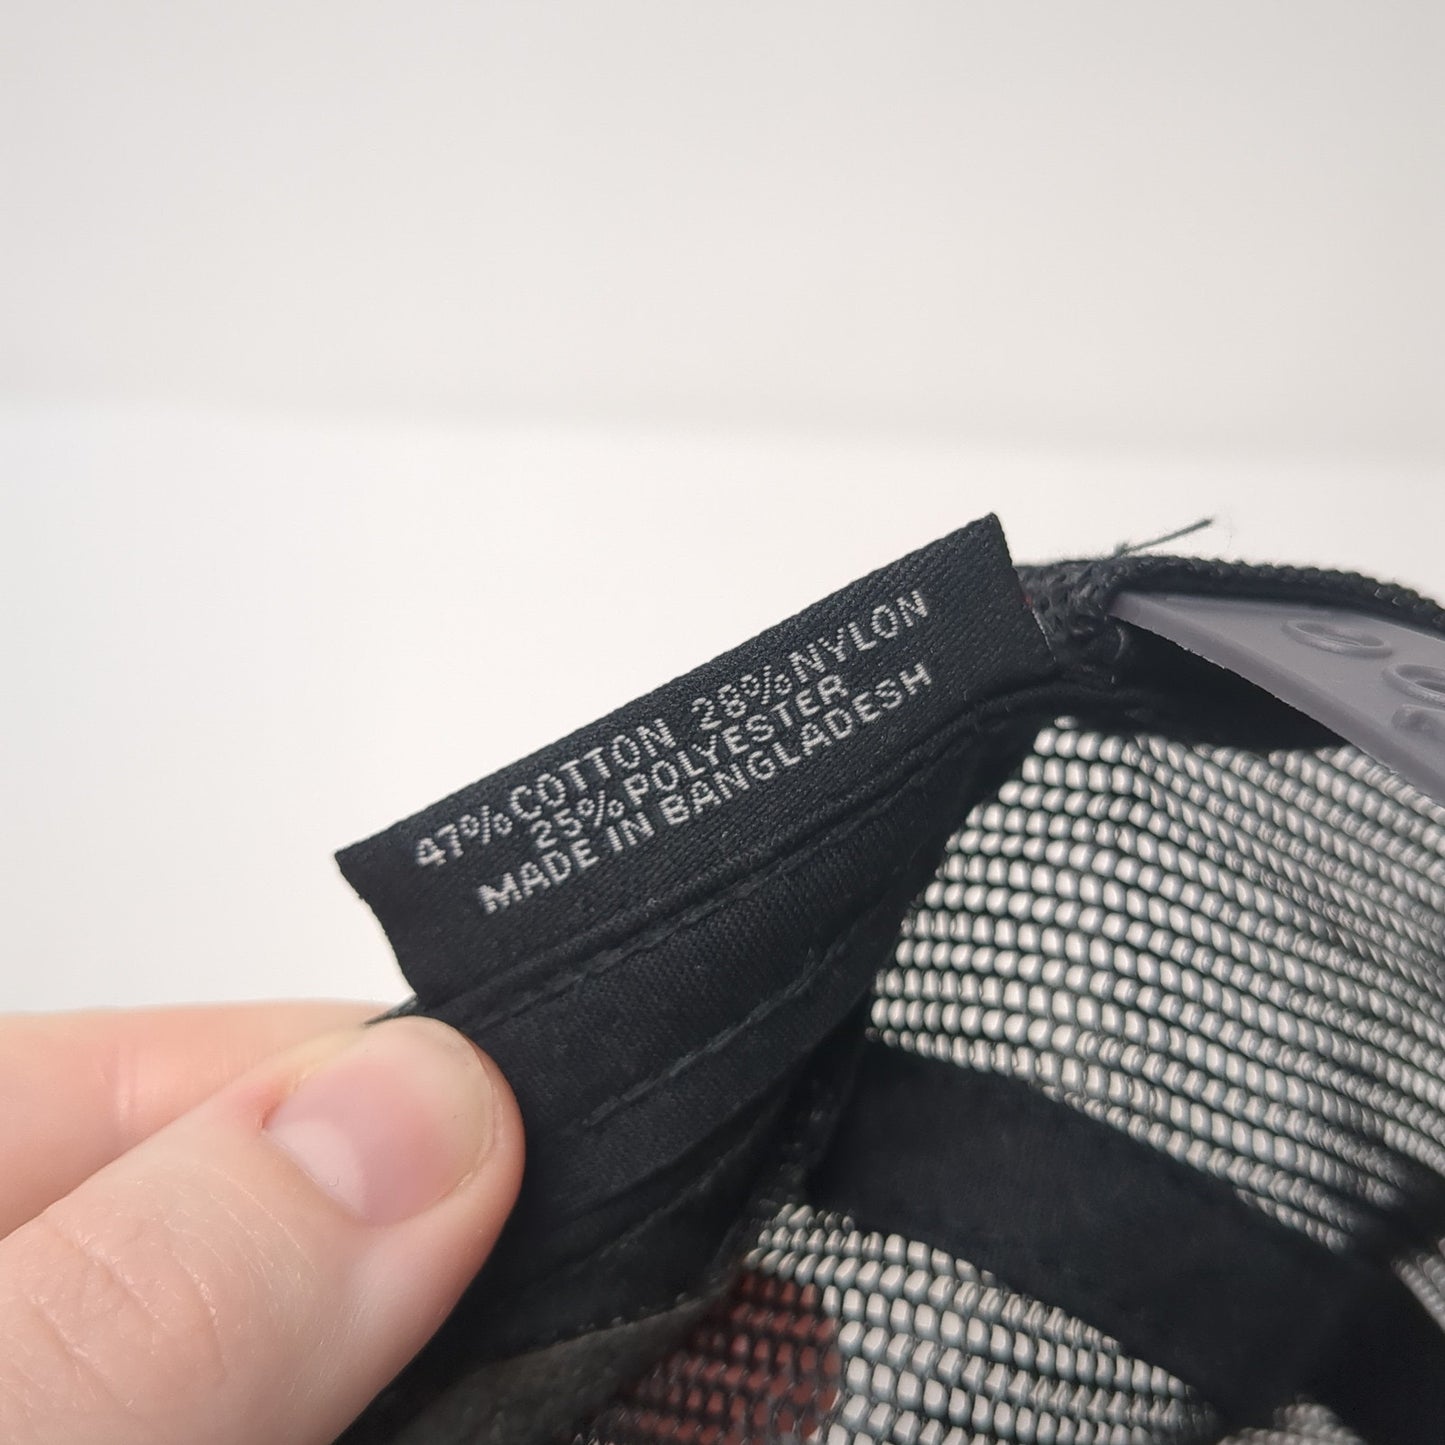 47% COTTON 28% NYLON
25% POLYESTER
MADE IN BANGLADESH